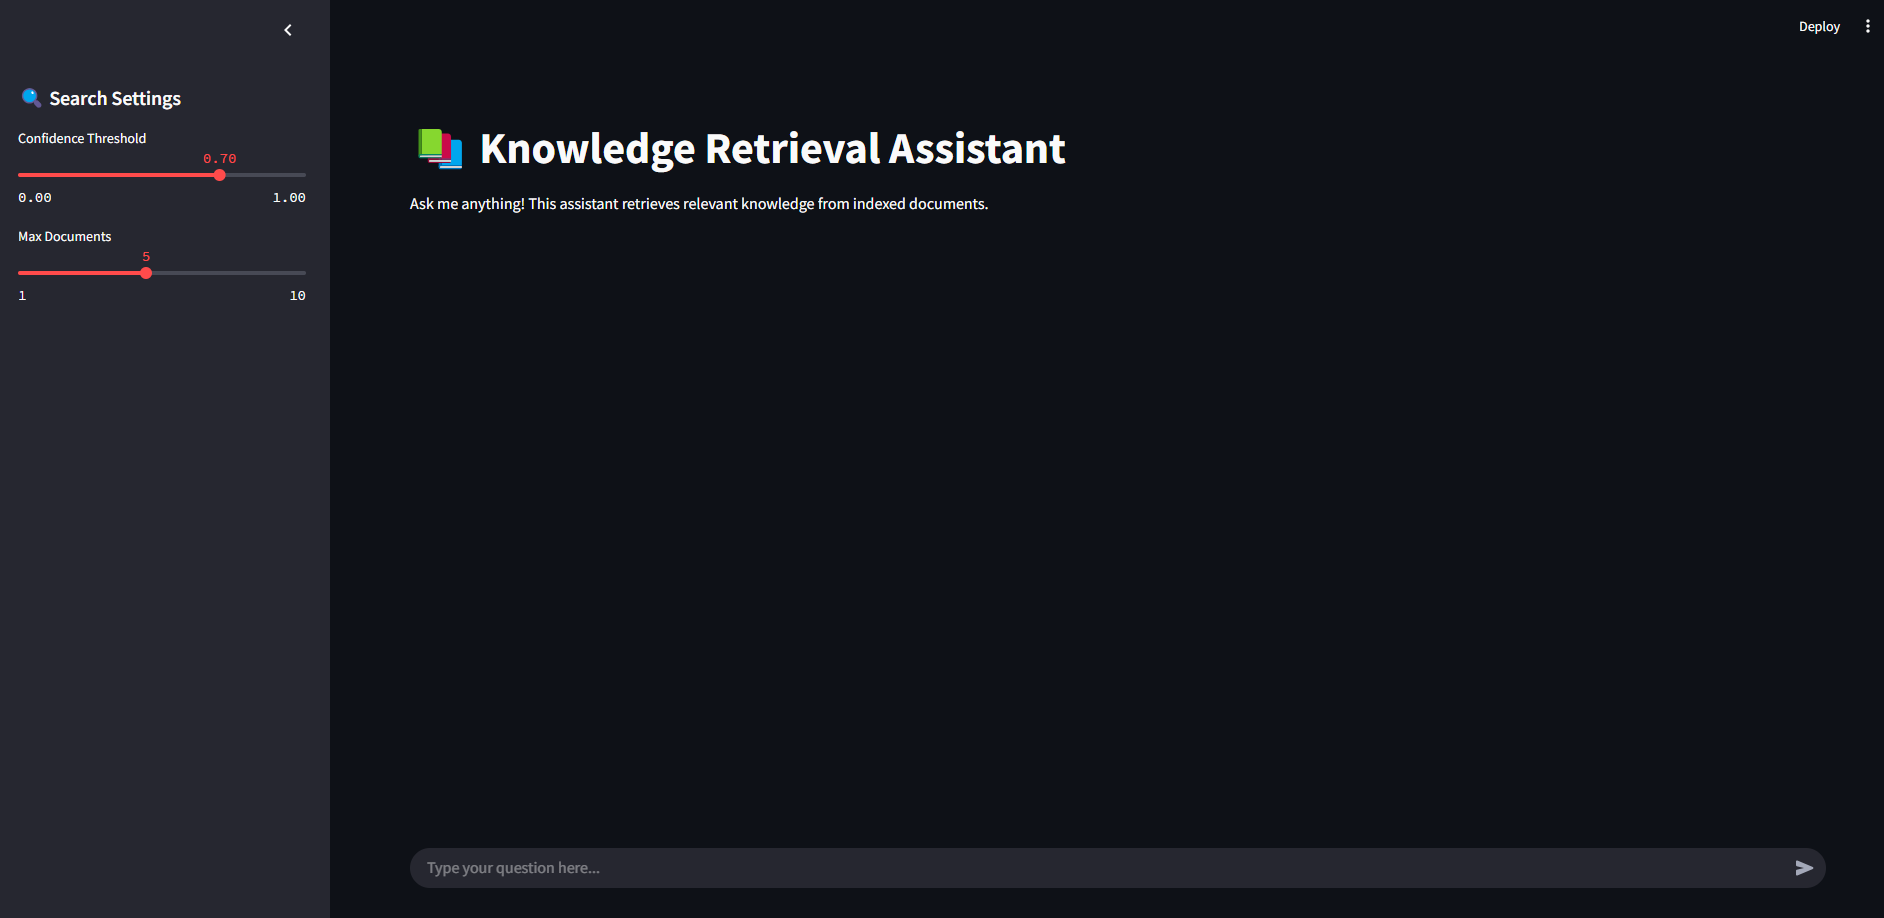 Deploy
Search Settings
Confidence Threshold
0.70
0.00 1.00
Max Documents
5
1 10
Knowledge Retrieval Assistant
Ask me anything! This assistant retrieves relevant knowledge from indexed documents.
Type your question here...